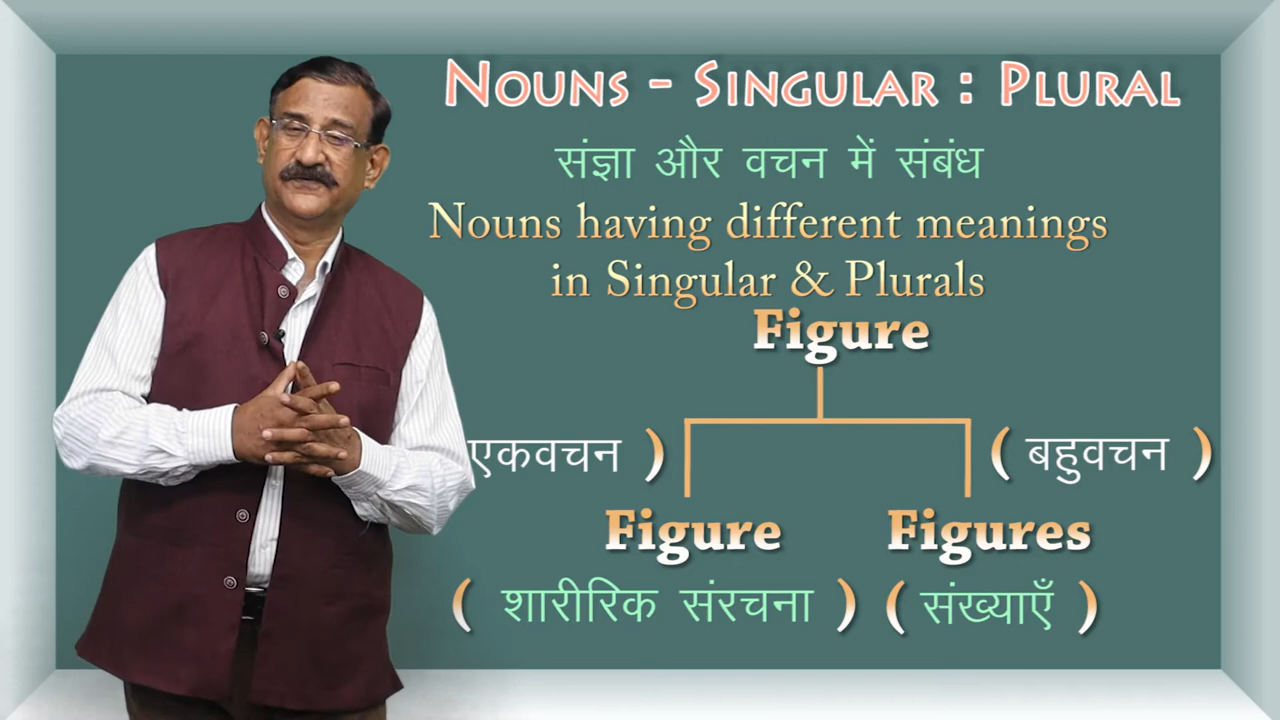 NOUNS - SINGULAR : PLURAL
संज्ञा और वचन में संबंध
Nouns having different meanings
in Singular & Plurals
Figure
एकवचन ) ( बहुवचन )
Figure Figures
( शारीरिक संरचना ) ( संख्याएँ )